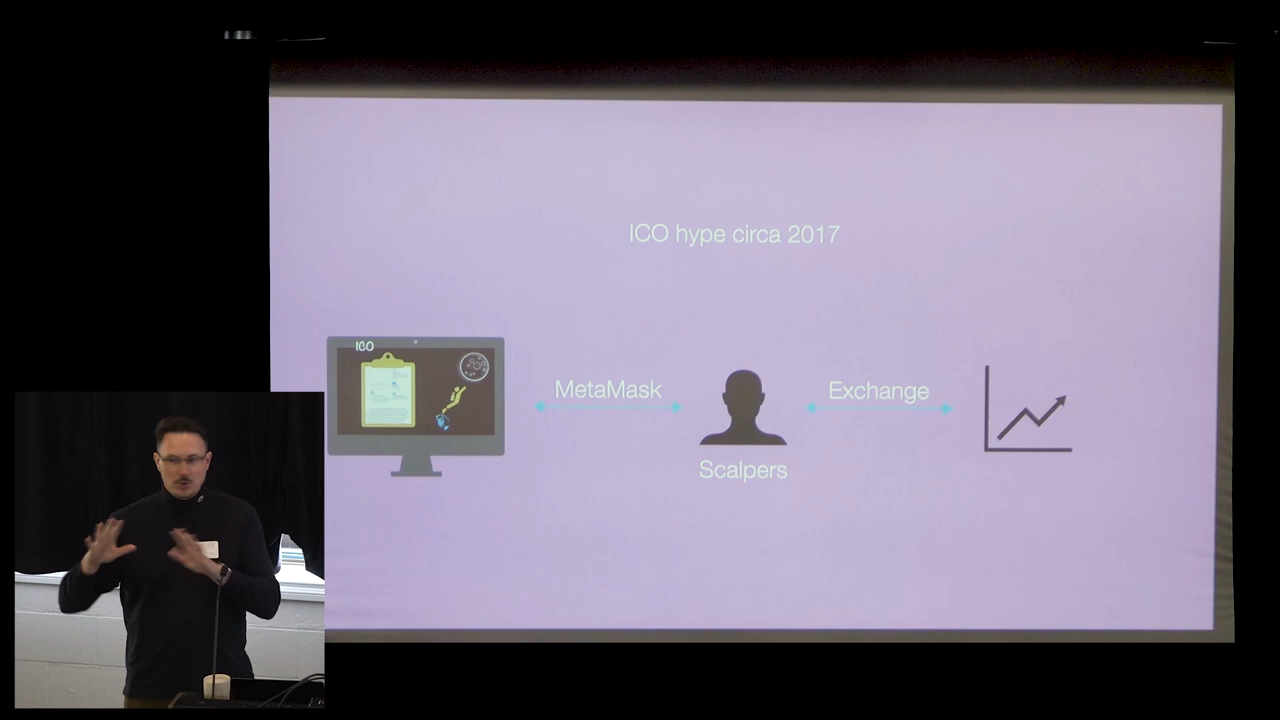 ICO hype circa 2017
ICO
MetaMask
Exchange
Scalpers